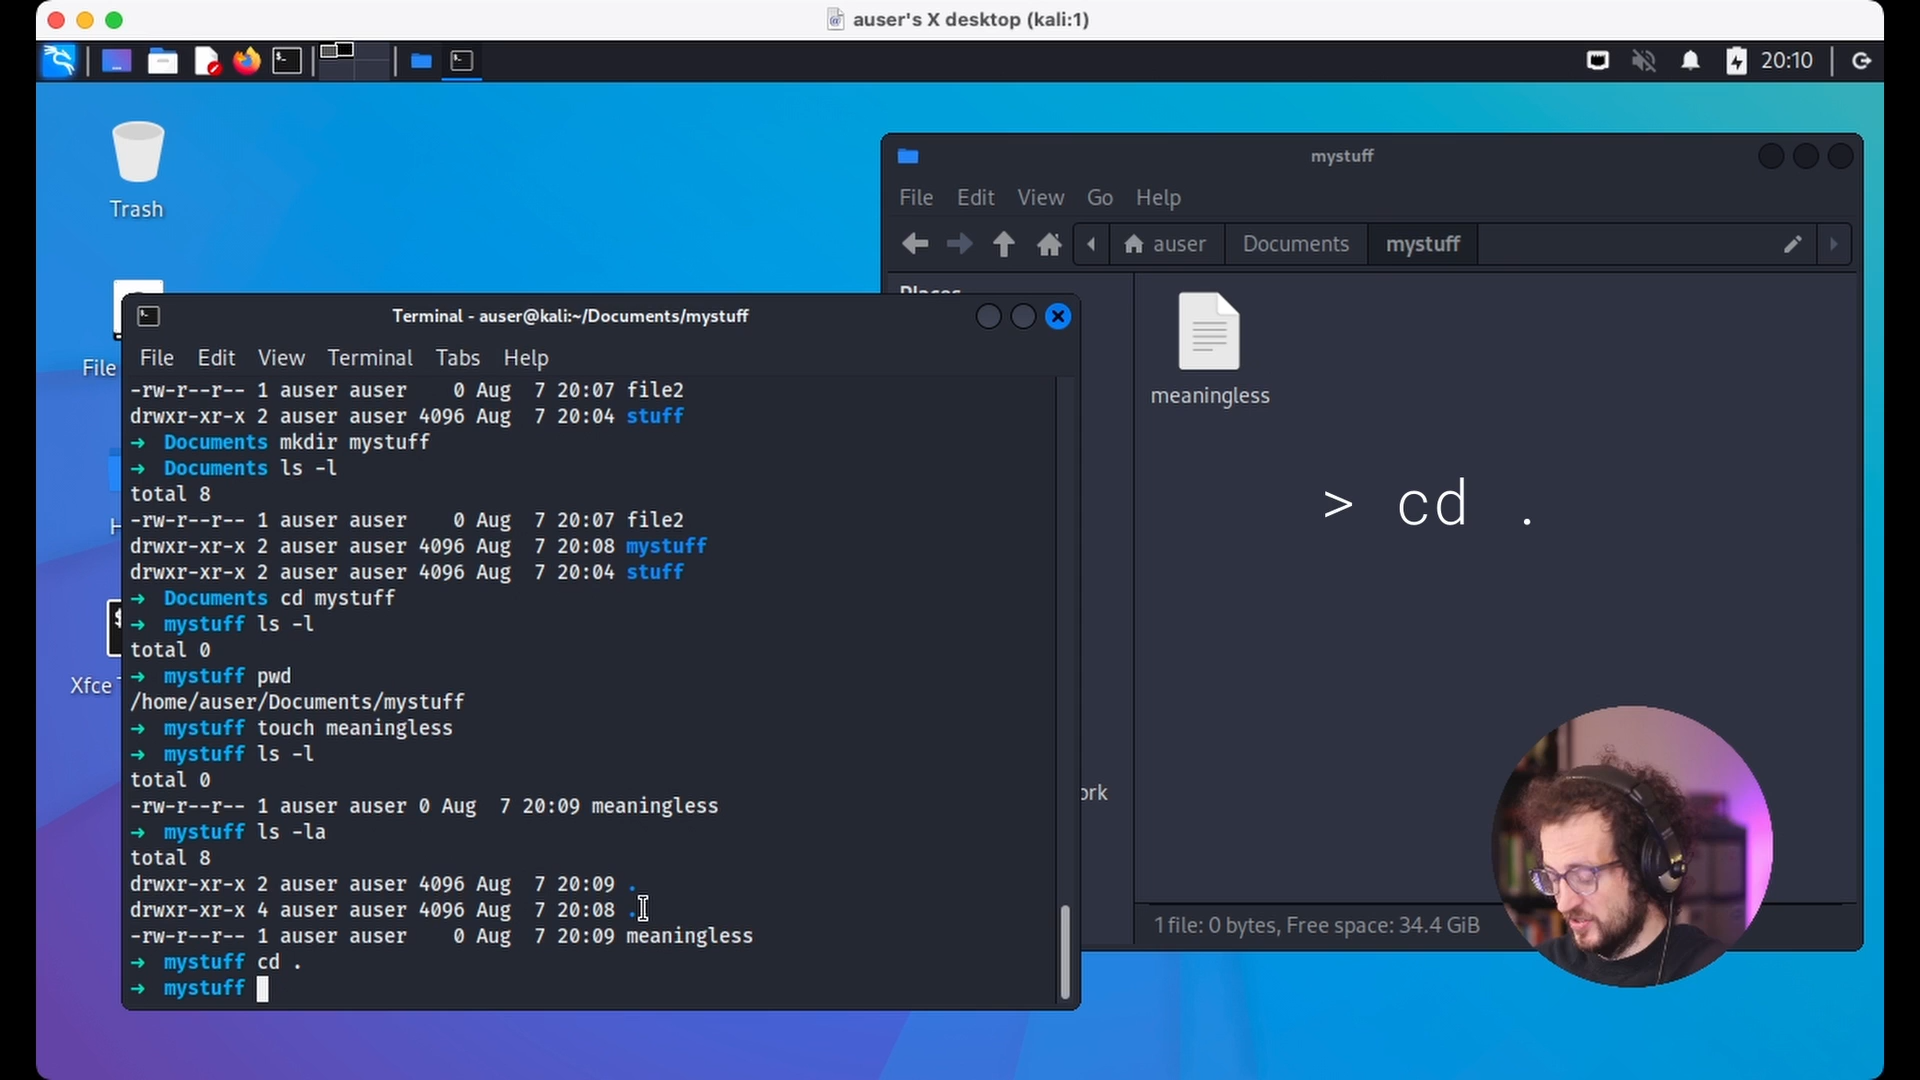 auser's X desktop (kali:1)
20:10
Trash
File
Xfce
mystuff
File Edit View Go Help
auser Documents mystuff
Places
meaningless
> cd .
ork
1 file: 0 bytes, Free space: 34.4 GiB
Terminal - auser@kali:~/Documents/mystuff
File Edit View Terminal Tabs Help
-rw-r--r-- 1 auser auser    0 Aug  7 20:07 file2
drwxr-xr-x 2 auser auser 4096 Aug  7 20:04 stuff
→  Documents mkdir mystuff
→  Documents ls -l
total 8
-rw-r--r-- 1 auser auser    0 Aug  7 20:07 file2
drwxr-xr-x 2 auser auser 4096 Aug  7 20:08 mystuff
drwxr-xr-x 2 auser auser 4096 Aug  7 20:04 stuff
→  Documents cd mystuff
→  mystuff ls -l
total 0
→  mystuff pwd
/home/auser/Documents/mystuff
→  mystuff touch meaningless
→  mystuff ls -l
total 0
-rw-r--r-- 1 auser auser 0 Aug  7 20:09 meaningless
→  mystuff ls -la
total 8
drwxr-xr-x 2 auser auser 4096 Aug  7 20:09 .
drwxr-xr-x 4 auser auser 4096 Aug  7 20:08 ..
-rw-r--r-- 1 auser auser    0 Aug  7 20:09 meaningless
→  mystuff cd .
→  mystuff